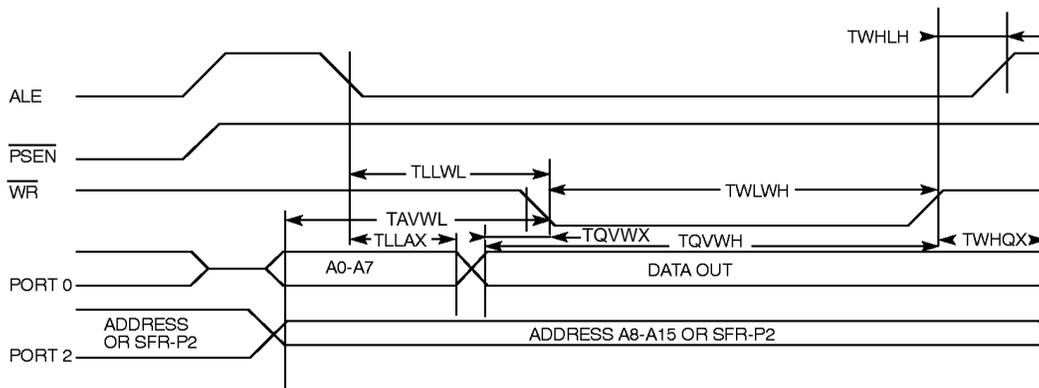 TWHLH
ALE
PSEN
TLLWL
WR
TWLWH
TAVWL
TLLAX
TQVWX
TQVWH
TWHQX
A0-A7
DATA OUT
PORT 0
ADDRESS
OR SFR-P2
ADDRESS A8-A15 OR SFR-P2
PORT 2